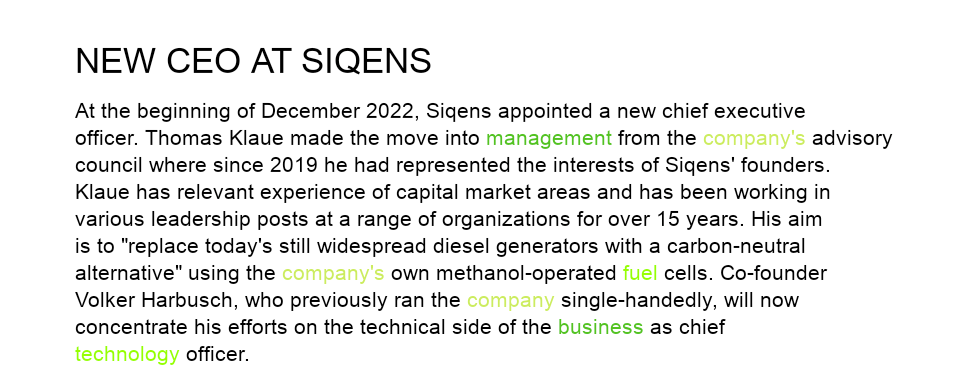 NEW CEO AT SIQENS
At the beginning of December 2022, Siqens appointed a new chief executive
officer. Thomas Klaue made the move into management from the company's advisory
council where since 2019 he had represented the interests of Siqens' founders.
Klaue has relevant experience of capital market areas and has been working in
various leadership posts at a range of organizations for over 15 years. His aim
is to "replace today's still widespread diesel generators with a carbon-neutral
alternative" using the company's own methanol-operated fuel cells. Co-founder
Volker Harbusch, who previously ran the company single-handedly, will now
concentrate his efforts on the technical side of the business as chief
technology officer.